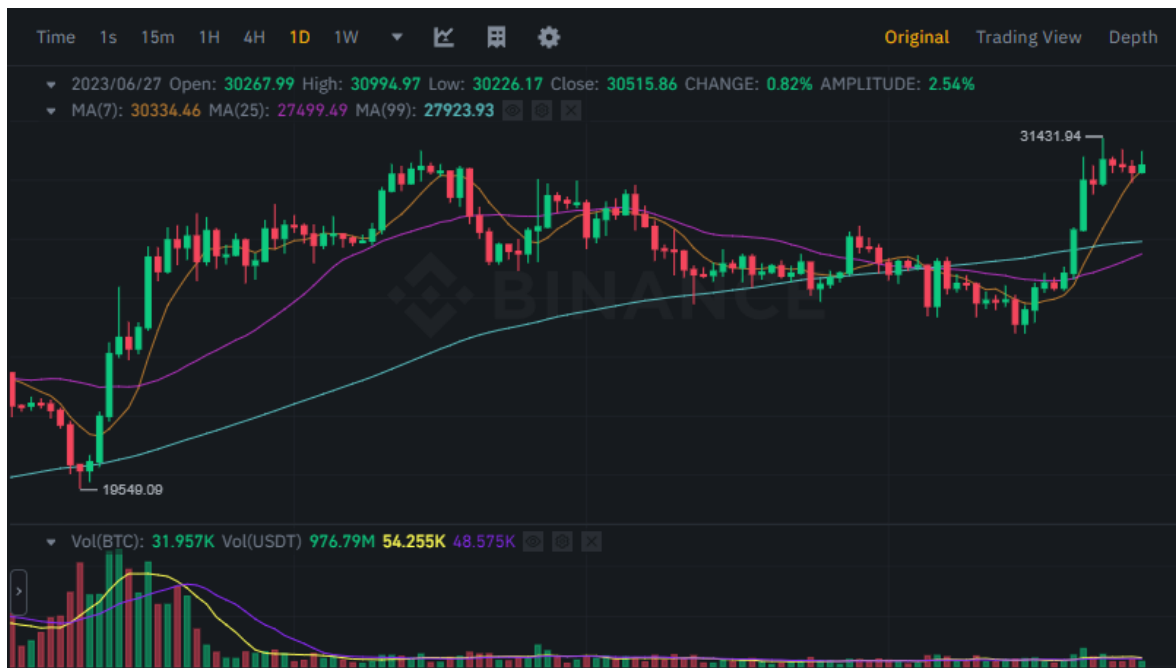 Time 1s 15m 1H 4H 1D 1W Original Trading View Depth
2023/06/27 Open: 30267.99 High: 30994.97 Low: 30226.17 Close: 30515.86 CHANGE: 0.82% AMPLITUDE: 2.54%
MA(7): 30334.46 MA(25): 27499.49 MA(99): 27923.93
31431.94
BINANCE
19549.09
Vol(BTC): 31.957K Vol(USDT) 976.79M 54.255K 48.575K